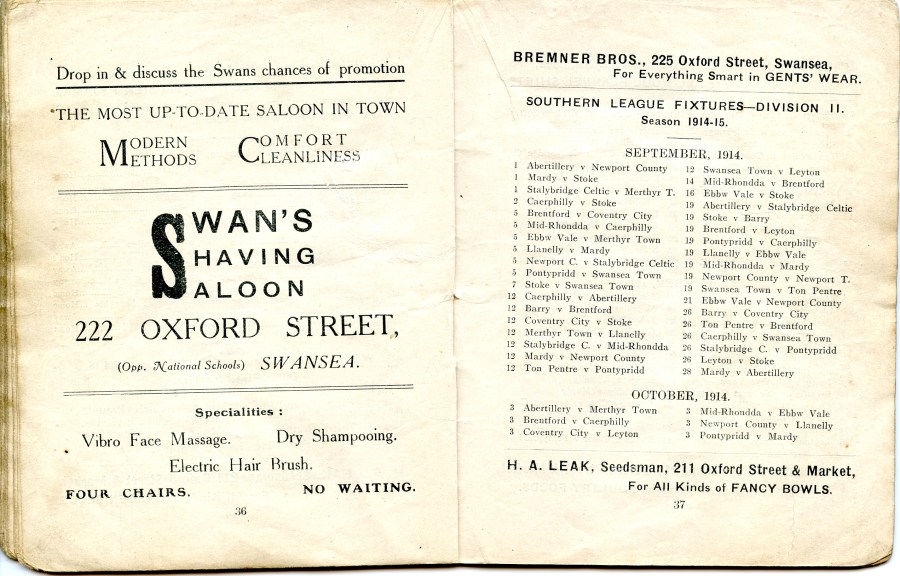 Drop in & discuss the Swans chances of promotion
THE MOST UP-TO-DATE SALOON IN TOWN
MODERN METHODS
COMFORT CLEANLINESS
SWAN'S
SHAVING
SALOON
222 OXFORD STREET,
(Opp. National Schools) SWANSEA.
Specialities :
Vibro Face Massage. Dry Shampooing.
Electric Hair Brush.
FOUR CHAIRS. NO WAITING.
36
BREMNER BROS., 225 Oxford Street, Swansea,
For Everything Smart in GENTS' WEAR.
SOUTHERN LEAGUE FIXTURES—DIVISION II.
Season 1914-15.
SEPTEMBER, 1914.
1 Abertillery v Newport County
1 Mardy v Stoke
1 Stalybridge Celtic v Merthyr T.
2 Caerphilly v Stoke
5 Brentford v Coventry City
5 Mid-Rhondda v Caerphilly
5 Ebbw Vale v Merthyr Town
5 Llanelly v Mardy
5 Newport C. v Stalybridge Celtic
5 Pontypridd v Swansea Town
7 Stoke v Swansea Town
12 Caerphilly v Abertillery
12 Barry v Brentford
12 Coventry City v Stoke
12 Merthyr Town v Llanelly
12 Stalybridge C. v Mid-Rhondda
12 Mardy v Newport County
12 Ton Pentre v Pontypridd
12 Swansea Town v Leyton
14 Mid-Rhondda v Brentford
16 Ebbw Vale v Stoke
19 Abertillery v Stalybridge Celtic
19 Stoke v Barry
19 Brentford v Leyton
19 Pontypridd v Caerphilly
19 Llanelly v Ebbw Vale
19 Mid-Rhondda v Mardy
19 Newport County v Newport T.
19 Swansea Town v Ton Pentre
21 Ebbw Vale v Newport County
26 Barry v Coventry City
26 Ton Pentre v Brentford
26 Caerphilly v Swansea Town
26 Stalybridge C. v Pontypridd
26 Leyton v Stoke
28 Mardy v Abertillery
OCTOBER, 1914.
3 Abertillery v Merthyr Town
3 Brentford v Caerphilly
3 Coventry City v Leyton
3 Mid-Rhondda v Ebbw Vale
3 Newport County v Llanelly
3 Pontypridd v Mardy
H. A. LEAK, Seedsman, 211 Oxford Street & Market,
For All Kinds of FANCY BOWLS.
37